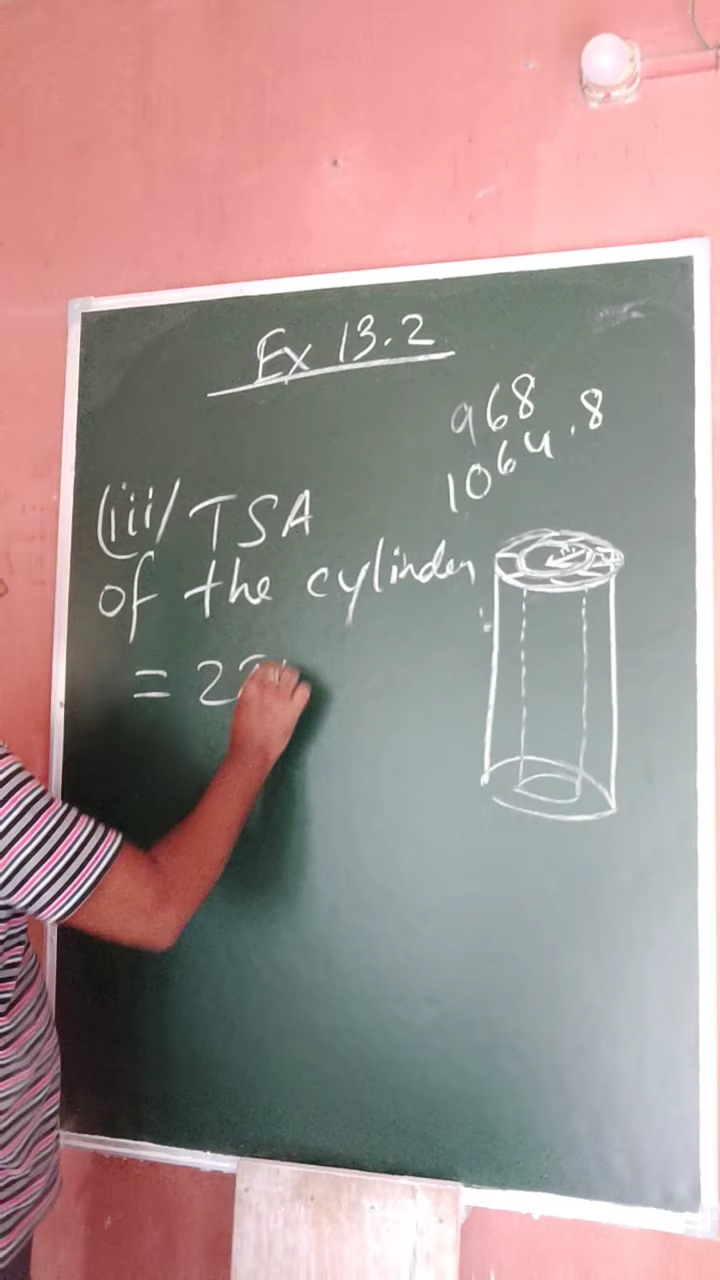 Ex 13.2
968
1064.8
(iii) TSA
of the cylinder
= 2